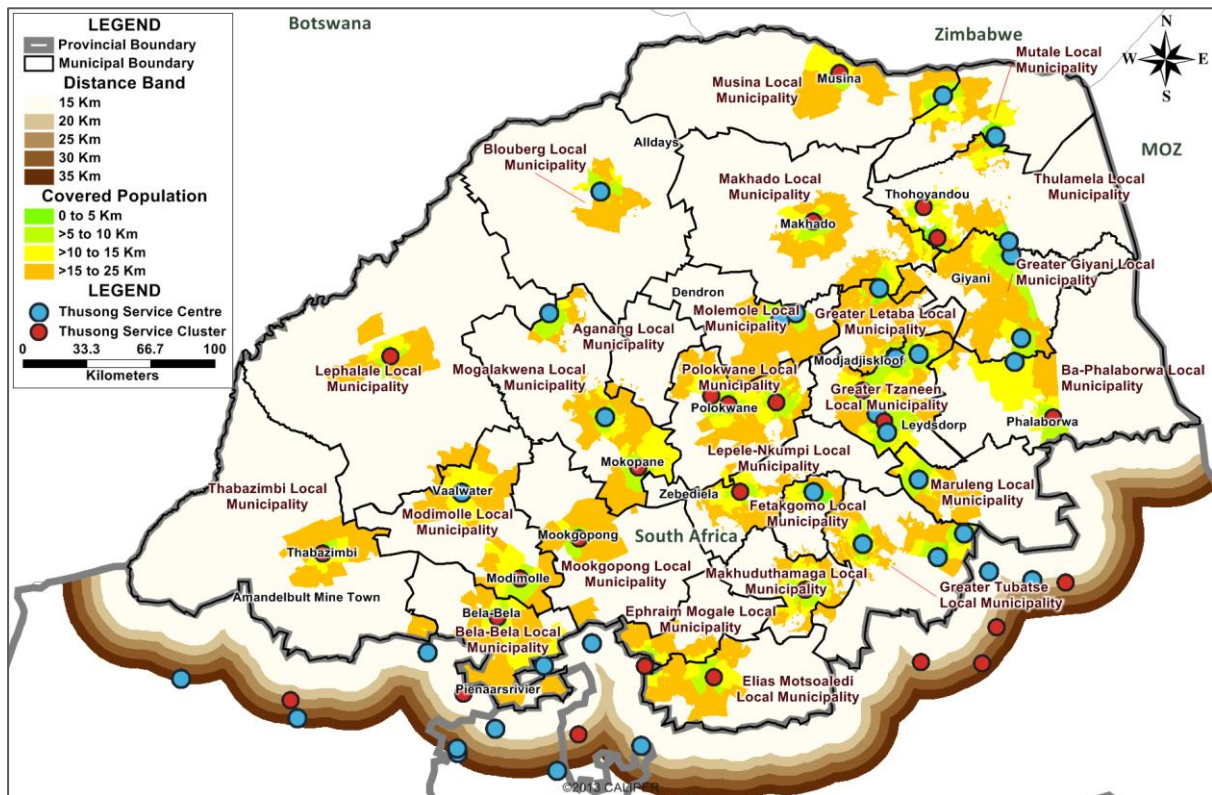 LEGEND
Provincial Boundary
Municipal Boundary
Distance Band
15 Km
20 Km
25 Km
30 Km
35 Km
Covered Population
0 to 5 Km
>5 to 10 Km
>10 to 15 Km
>15 to 25 Km
LEGEND
Thusong Service Centre
Thusong Service Cluster
0 33.3 66.7 100
Kilometers
Botswana
Zimbabwe
MOZ
South Africa
N
W E
S
Musina
Musina Local
Municipality
Mutale Local
Municipality
Alldays
Blouberg Local
Municipality
Makhado Local
Municipality
Makhado
Thohoyandou
Thulamela Local
Municipality
Giyani
Greater Giyani Local
Municipality
Dendron
Molemole Local
Municipality
Greater Letaba Local
Municipality
Aganang Local
Municipality
Lephalale Local
Municipality
Mogalakwena Local
Municipality
Polokwane Local
Municipality
Polokwane
Modjadjiskloof
Greater Tzaneen
Local Municipality
Leydsdorp
Ba-Phalaborwa Local
Municipality
Phalaborwa
Mokopane
Lepele-Nkumpi Local
Municipality
Zebediela
Maruleng Local
Municipality
Fetakgomo Local
Municipality
Thabazimbi Local
Municipality
Vaalwater
Modimolle Local
Municipality
Thabazimbi
Mookgopong
Mookgopong Local
Municipality
Modimolle
Makhuduthamaga Local
Municipality
Greater Tubatse
Local Municipality
Amandelbult Mine Town
Bela-Bela
Bela-Bela Local
Municipality
Ephraim Mogale Local
Municipality
Pienaarsrivier
Elias Motsoaledi
Local Municipality
©2013 CALIPER